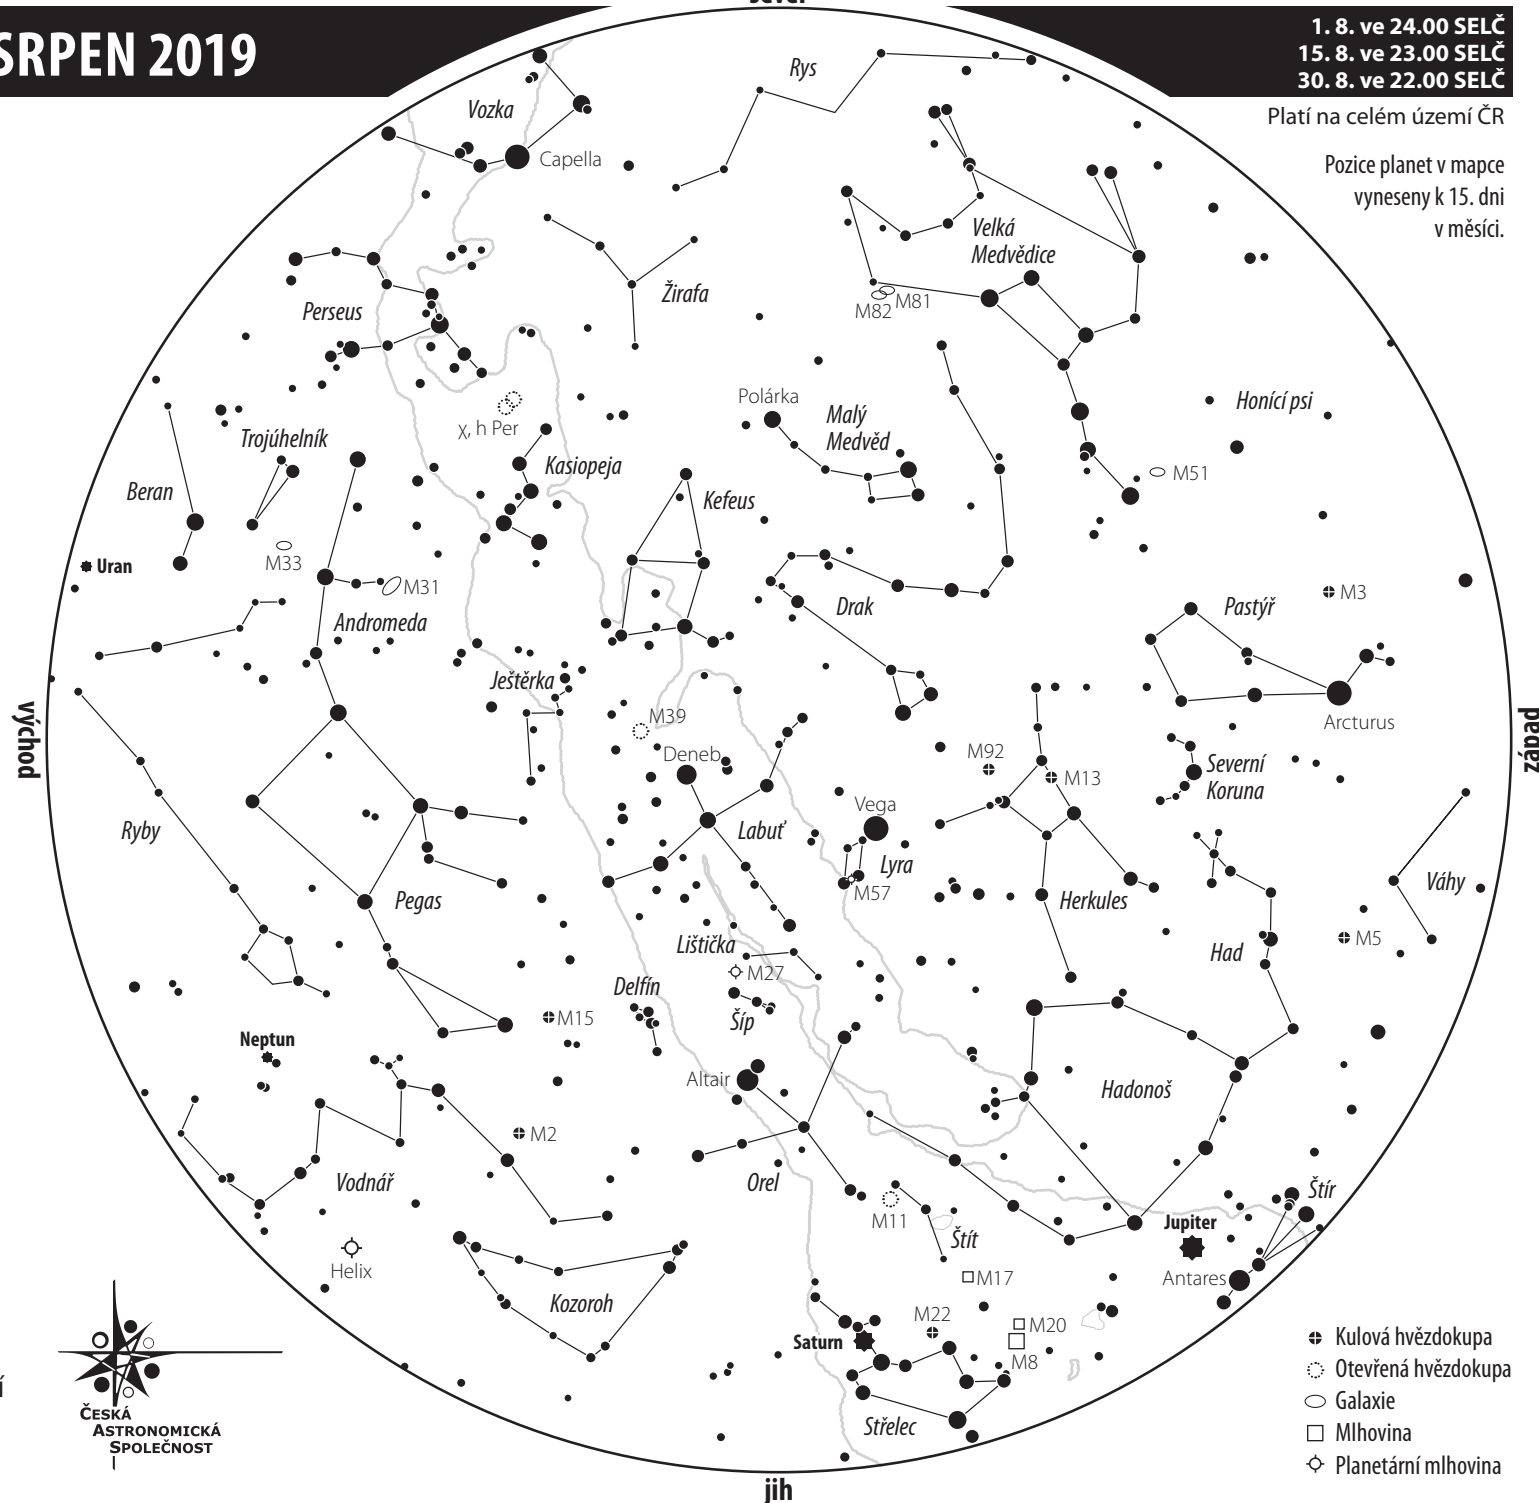 sever
SRPEN 2019
1. 8. ve 24.00 SELČ
15. 8. ve 23.00 SELČ
30. 8. ve 22.00 SELČ
Platí na celém území ČR
Pozice planet v mapce
vyneseny k 15. dni
v měsíci.
Rys
Vozka
Capella
Velká
Medvědice
Žirafa
M82
M81
Perseus
Polárka
Malý
Medvěd
Honící psi
χ, h Per
Trojúhelník
Kasiopeja
M51
Beran
Kefeus
M33
Uran
M31
M3
Drak
Pastýř
Andromeda
Ještěrka
M39
Arcturus
východ
západ
M92
Deneb
M13
Severní
Koruna
Vega
Labuť
Ryby
Lyra
M57
Váhy
Pegas
Herkules
Lištička
M5
Had
M27
Delfín
M15
Šíp
Neptun
Altair
Hadonoš
M2
Vodnář
Orel
Štír
M11
Jupiter
Štít
Helix
M17
Antares
Kozoroh
M22
M20
Saturn
M8
Střelec
Kulová hvězdokupa
Otevřená hvězdokupa
Galaxie
Mlhovina
Planetární mlhovina
í
ČESKÁ
ASTRONOMICKÁ
SPOLEČNOST
jih